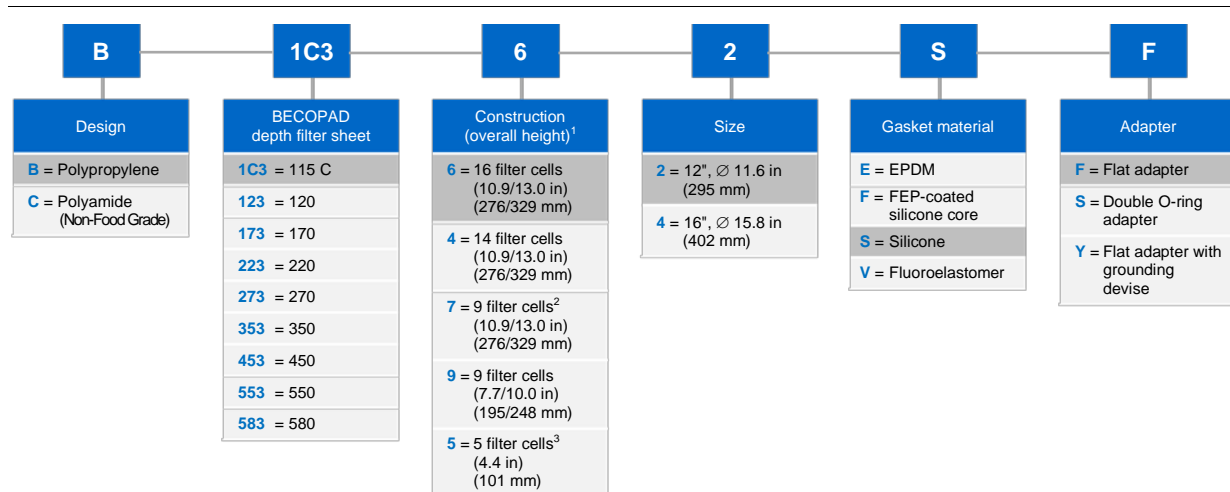 B
1C3
6
2
S
F
Design
B = Polypropylene
C = Polyamide
(Non-Food Grade)
BECOPAD
depth filter sheet
1C3 = 115 C
123 = 120
173 = 170
223 = 220
273 = 270
353 = 350
453 = 450
553 = 550
583 = 580
Construction
(overall height)¹
6 = 16 filter cells
(10.9/13.0 in)
(276/329 mm)
4 = 14 filter cells
(10.9/13.0 in)
(276/329 mm)
7 = 9 filter cells²
(10.9/13.0 in)
(276/329 mm)
9 = 9 filter cells
(7.7/10.0 in)
(195/248 mm)
5 = 5 filter cells³
(4.4 in)
(101 mm)
Size
2 = 12", ∅ 11.6 in
(295 mm)
4 = 16", ∅ 15.8 in
(402 mm)
Gasket material
E = EPDM
F = FEP-coated
silicone core
S = Silicone
V = Fluoroelastomer
Adapter
F = Flat adapter
S = Double O-ring
adapter
Y = Flat adapter with
grounding
devise